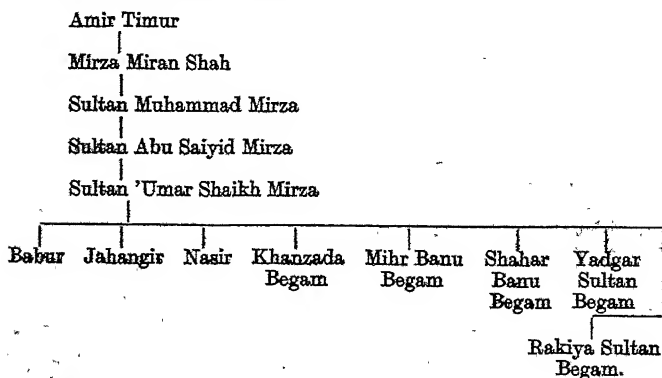 Amir Timur
Mirza Miran Shah
Sultan Muhammad Mirza
Sultan Abu Saiyid Mirza
Sultan 'Umar Shaikh Mirza
Babur Jahangir Nasir Khanzada Mihr Banu Shahar Yadgar
Begam Begam Banu Sultan
Begam Begam
Rakiya Sultan
Begam.